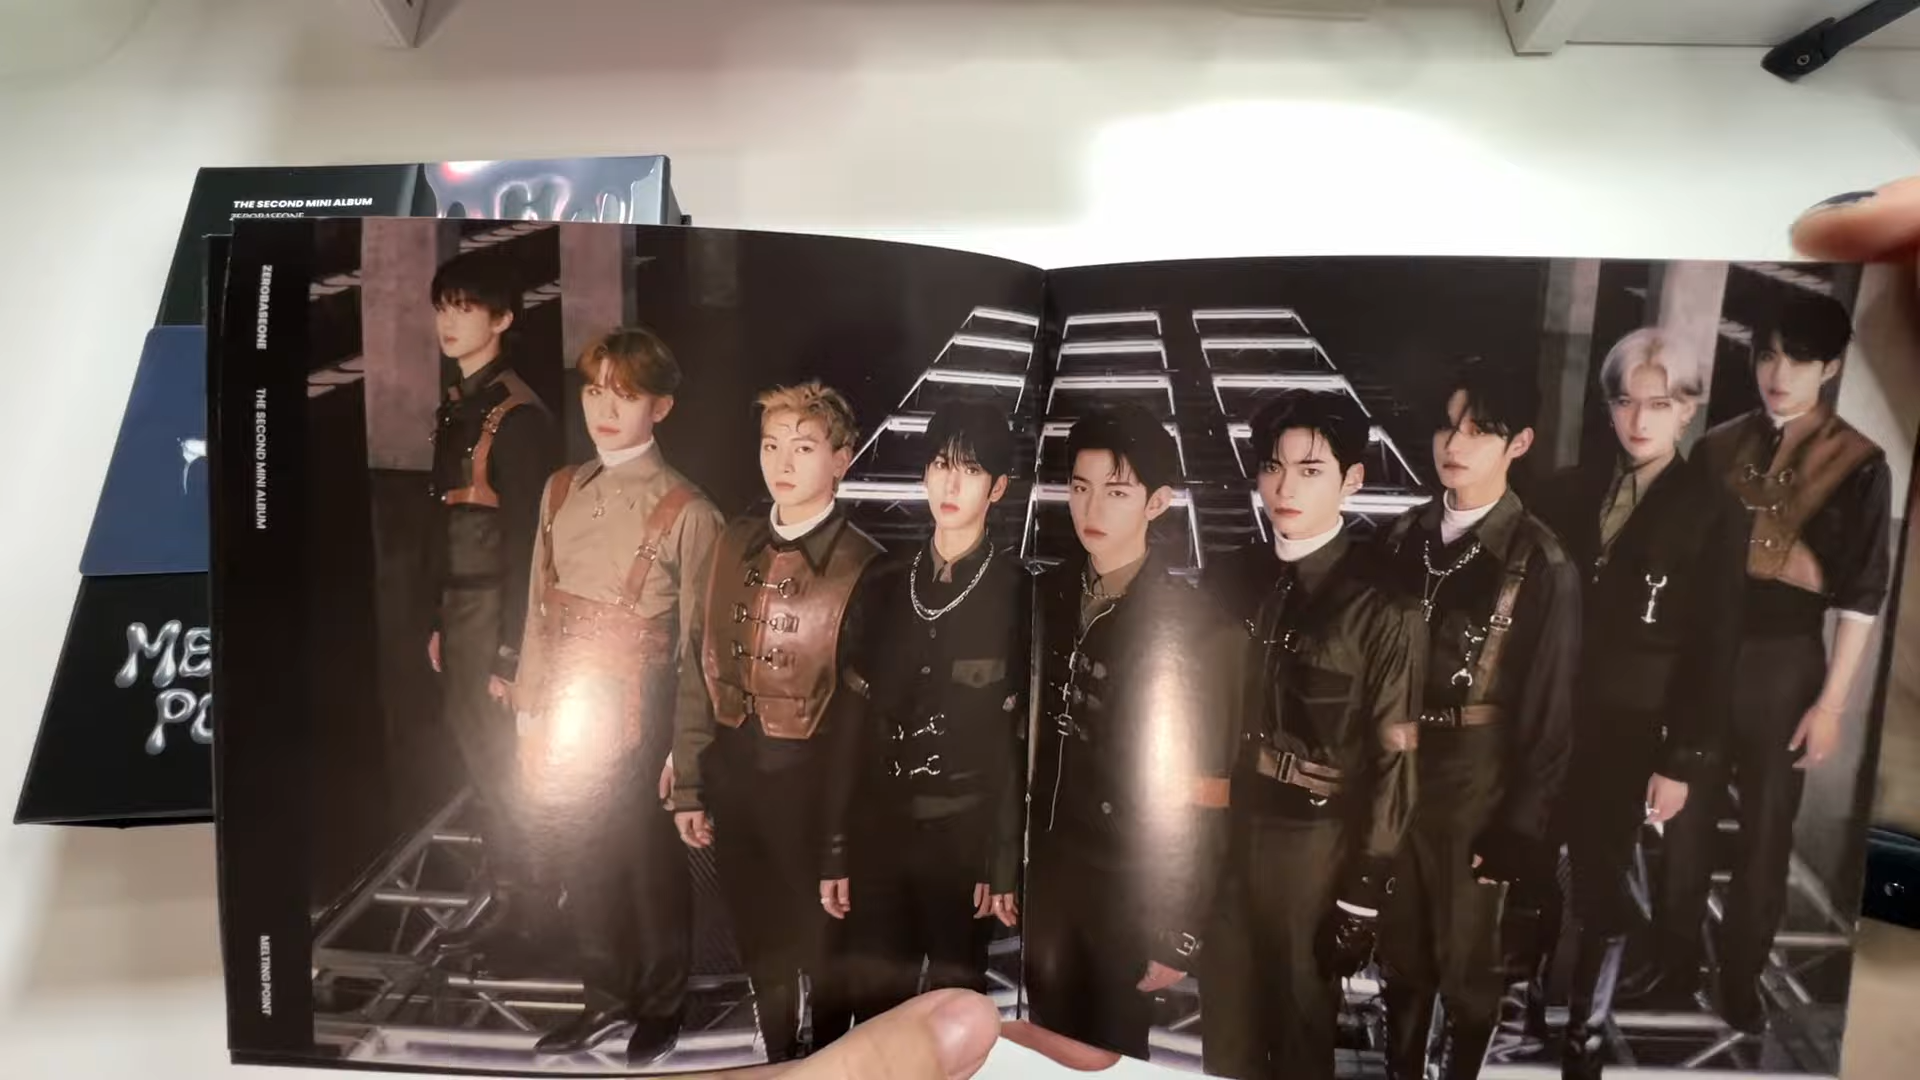 THE SECOND MINI ALBUM
ZEROBASEONE
ZEROBASEONE
THE SECOND MINI ALBUM
MELTING POINT
ME
PO